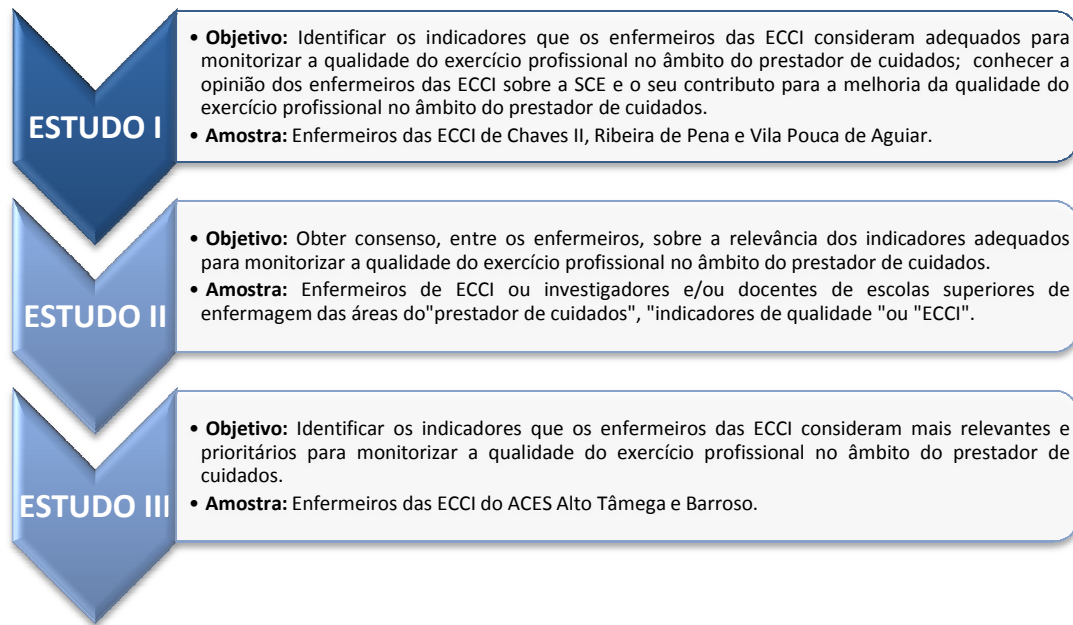 ESTUDO I
• Objetivo: Identificar os indicadores que os enfermeiros das ECCI consideram adequados para
monitorizar a qualidade do exercício profissional no âmbito do prestador de cuidados; conhecer a
opinião dos enfermeiros das ECCI sobre a SCE e o seu contributo para a melhoria da qualidade do
exercício profissional no âmbito do prestador de cuidados.
• Amostra: Enfermeiros das ECCI de Chaves II, Ribeira de Pena e Vila Pouca de Aguiar.
ESTUDO II
• Objetivo: Obter consenso, entre os enfermeiros, sobre a relevância dos indicadores adequados
para monitorizar a qualidade do exercício profissional no âmbito do prestador de cuidados.
• Amostra: Enfermeiros de ECCI ou investigadores e/ou docentes de escolas superiores de
enfermagem das áreas do"prestador de cuidados", "indicadores de qualidade "ou "ECCI".
ESTUDO III
• Objetivo: Identificar os indicadores que os enfermeiros das ECCI consideram mais relevantes e
prioritários para monitorizar a qualidade do exercício profissional no âmbito do prestador de
cuidados.
• Amostra: Enfermeiros das ECCI do ACES Alto Tâmega e Barroso.